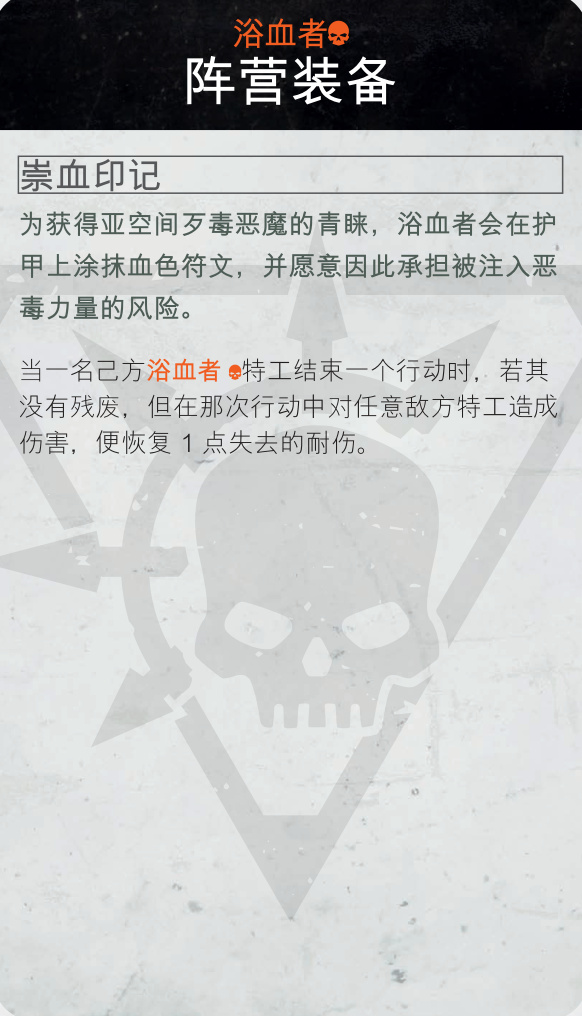 浴血者
阵营装备
崇血印记
为获得亚空间歹毒恶魔的青睐，浴血者会在护
甲上涂抹血色符文，并愿意因此承担被注入恶
毒力量的风险。
当一名己方浴血者特工结束一个行动时，若其
没有残废，但在那次行动中对任意敌方特工造成
伤害，便恢复 1 点失去的耐伤。